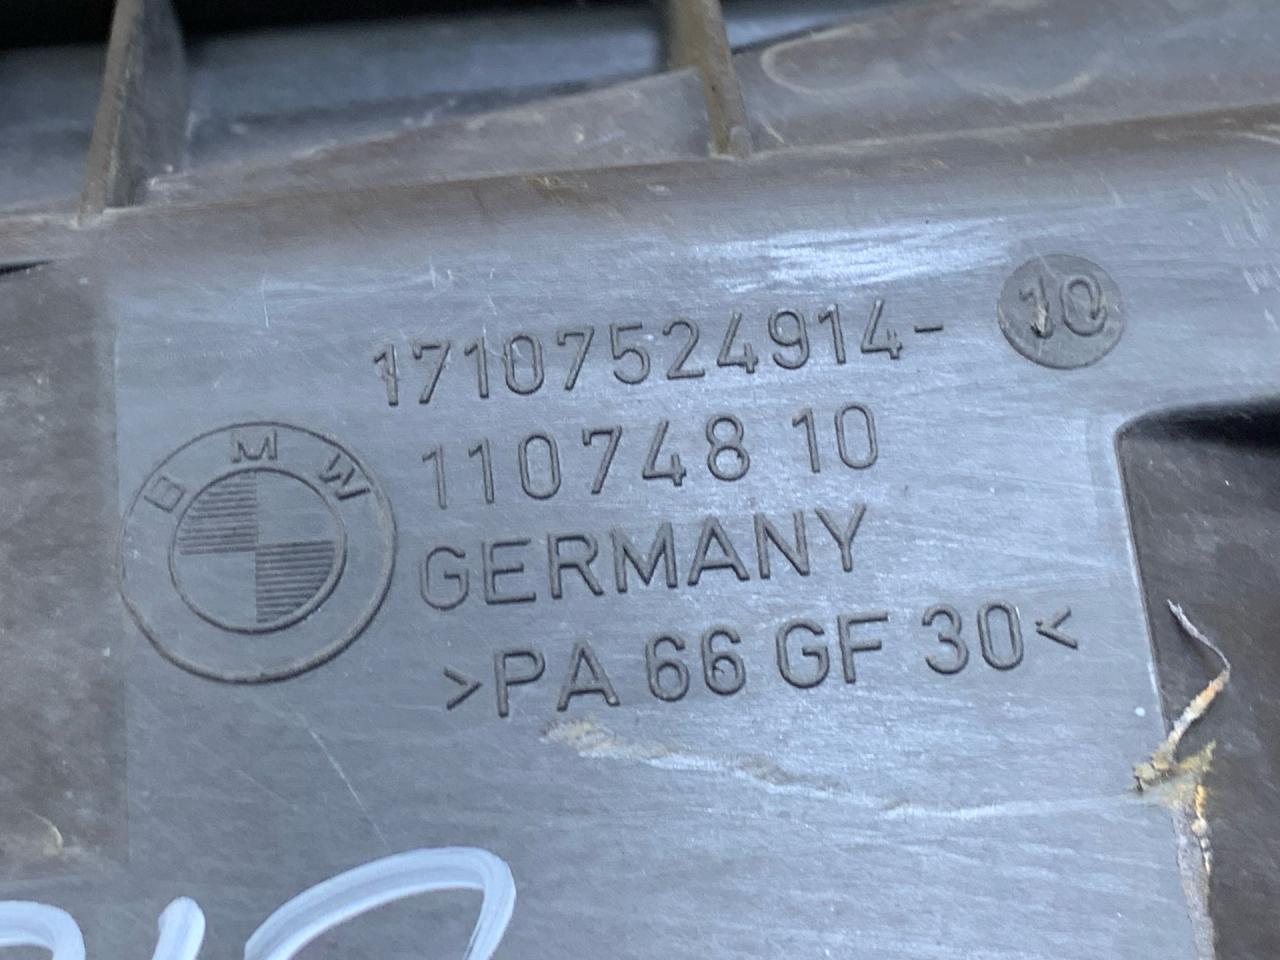 17107524914- 10
110748 10
BMW
GERMANY
>PA 66 GF 30<